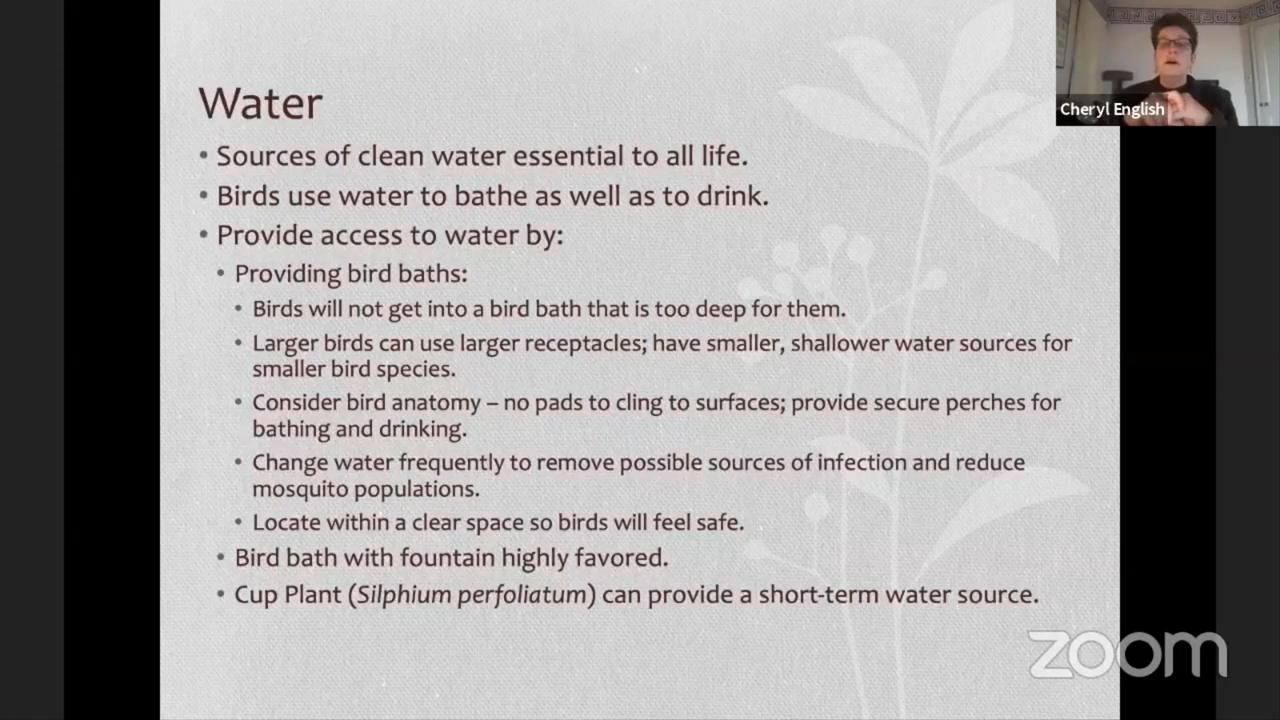 Water
• Sources of clean water essential to all life.
• Birds use water to bathe as well as to drink.
• Provide access to water by:
• Providing bird baths:
• Birds will not get into a bird bath that is too deep for them.
• Larger birds can use larger receptacles; have smaller, shallower water sources for
smaller bird species.
• Consider bird anatomy – no pads to cling to surfaces; provide secure perches for
bathing and drinking.
• Change water frequently to remove possible sources of infection and reduce
mosquito populations.
• Locate within a clear space so birds will feel safe.
• Bird bath with fountain highly favored.
• Cup Plant (Silphium perfoliatum) can provide a short-term water source.
Cheryl English
zoom